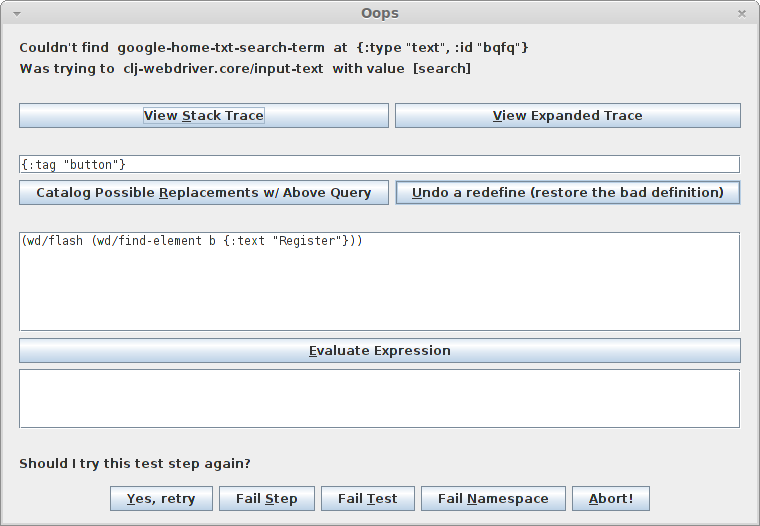 Oops
Couldn't find google-home-txt-search-term at {:type "text", :id "bqfq"}
Was trying to clj-webdriver.core/input-text with value [search]
View Stack Trace
View Expanded Trace
{:tag "button"}
Catalog Possible Replacements w/ Above Query
Undo a redefine (restore the bad definition)
(wd/flash (wd/find-element b {:text "Register"}))
Evaluate Expression
Should I try this test step again?
Yes, retry
Fail Step
Fail Test
Fail Namespace
Abort!